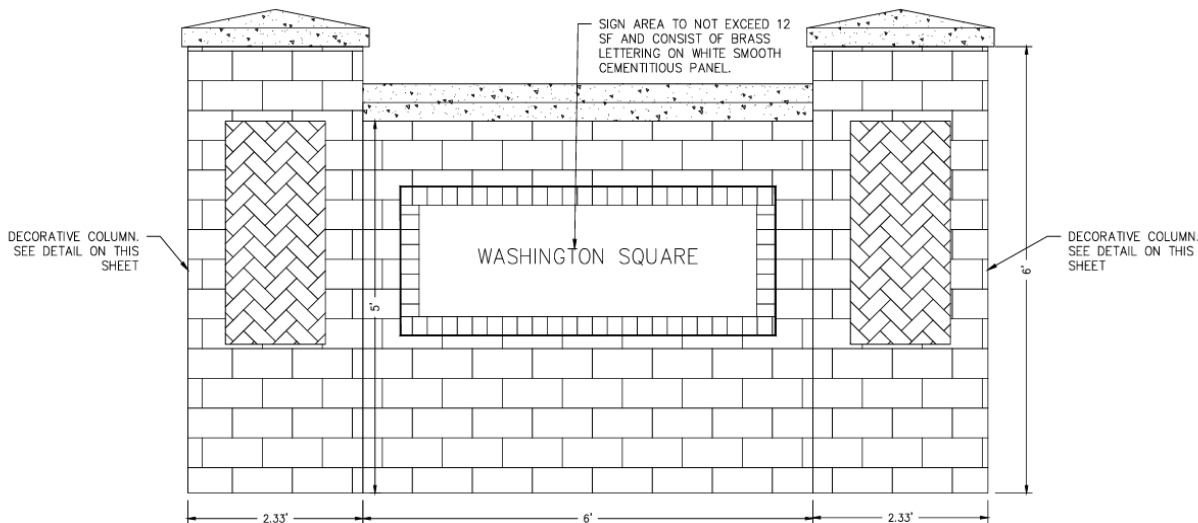 SIGN AREA TO NOT EXCEED 12
SF AND CONSIST OF BRASS
LETTERING ON WHITE SMOOTH
CEMENTITIOUS PANEL.
DECORATIVE COLUMN.
SEE DETAIL ON THIS
SHEET
WASHINGTON SQUARE
DECORATIVE COLUMN.
SEE DETAIL ON THIS
SHEET
5'
6'
2.33'
6'
2.33'